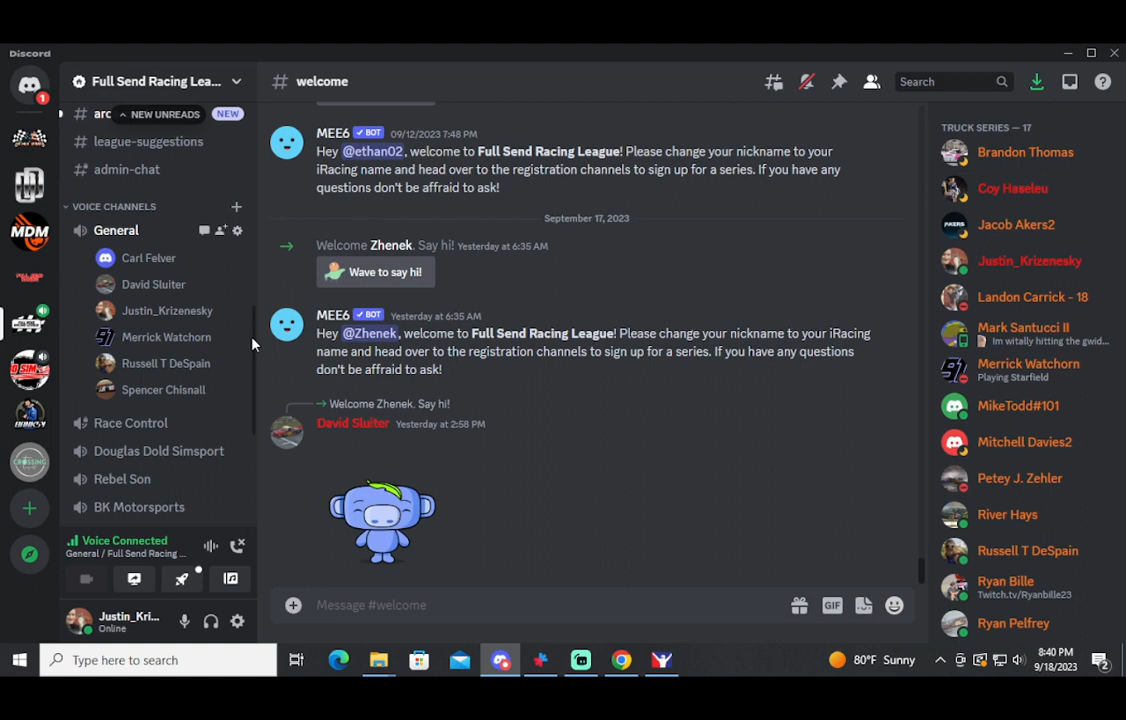 Discord
Full Send Racing Lea...
welcome
Search
1
arc
NEW UNREADS
NEW
league-suggestions
admin-chat
VOICE CHANNELS
General
Carl Felver
David Sluiter
Justin_Krizenesky
Merrick Watchorn
Russell T DeSpain
Spencer Chisnall
Race Control
Douglas Dold Simsport
Rebel Son
BK Motorsports
Voice Connected
General / Full Send Racing ...
Justin_Kri...
Online
MEE6 BOT 09/12/2023 7:48 PM
Hey @ethan02, welcome to Full Send Racing League! Please change your nickname to your
iRacing name and head over to the registration channels to sign up for a series. If you have any
questions don't be affraid to ask!
September 17, 2023
Welcome Zhenek. Say hi! Yesterday at 6:35 AM
Wave to say hi!
MEE6 BOT Yesterday at 6:35 AM
Hey @Zhenek, welcome to Full Send Racing League! Please change your nickname to your iRacing
name and head over to the registration channels to sign up for a series. If you have any questions
don't be affraid to ask!
Welcome Zhenek. Say hi!
David Sluiter Yesterday at 2:58 PM
Message #welcome
GIF
TRUCK SERIES — 17
Brandon Thomas
Coy Haseleu
Jacob Akers2
Justin_Krizenesky
Landon Carrick - 18
Mark Santucci II
Im witally hitting the gwid...
Merrick Watchorn
Playing Starfield
MikeTodd#101
Mitchell Davies2
Petey J. Zehler
River Hays
Russell T DeSpain
Ryan Bille
Twitch.tv/Ryanbille23
Ryan Pelfrey
MDM
CROSSING
Type here to search
80°F Sunny
8:40 PM
9/18/2023
2